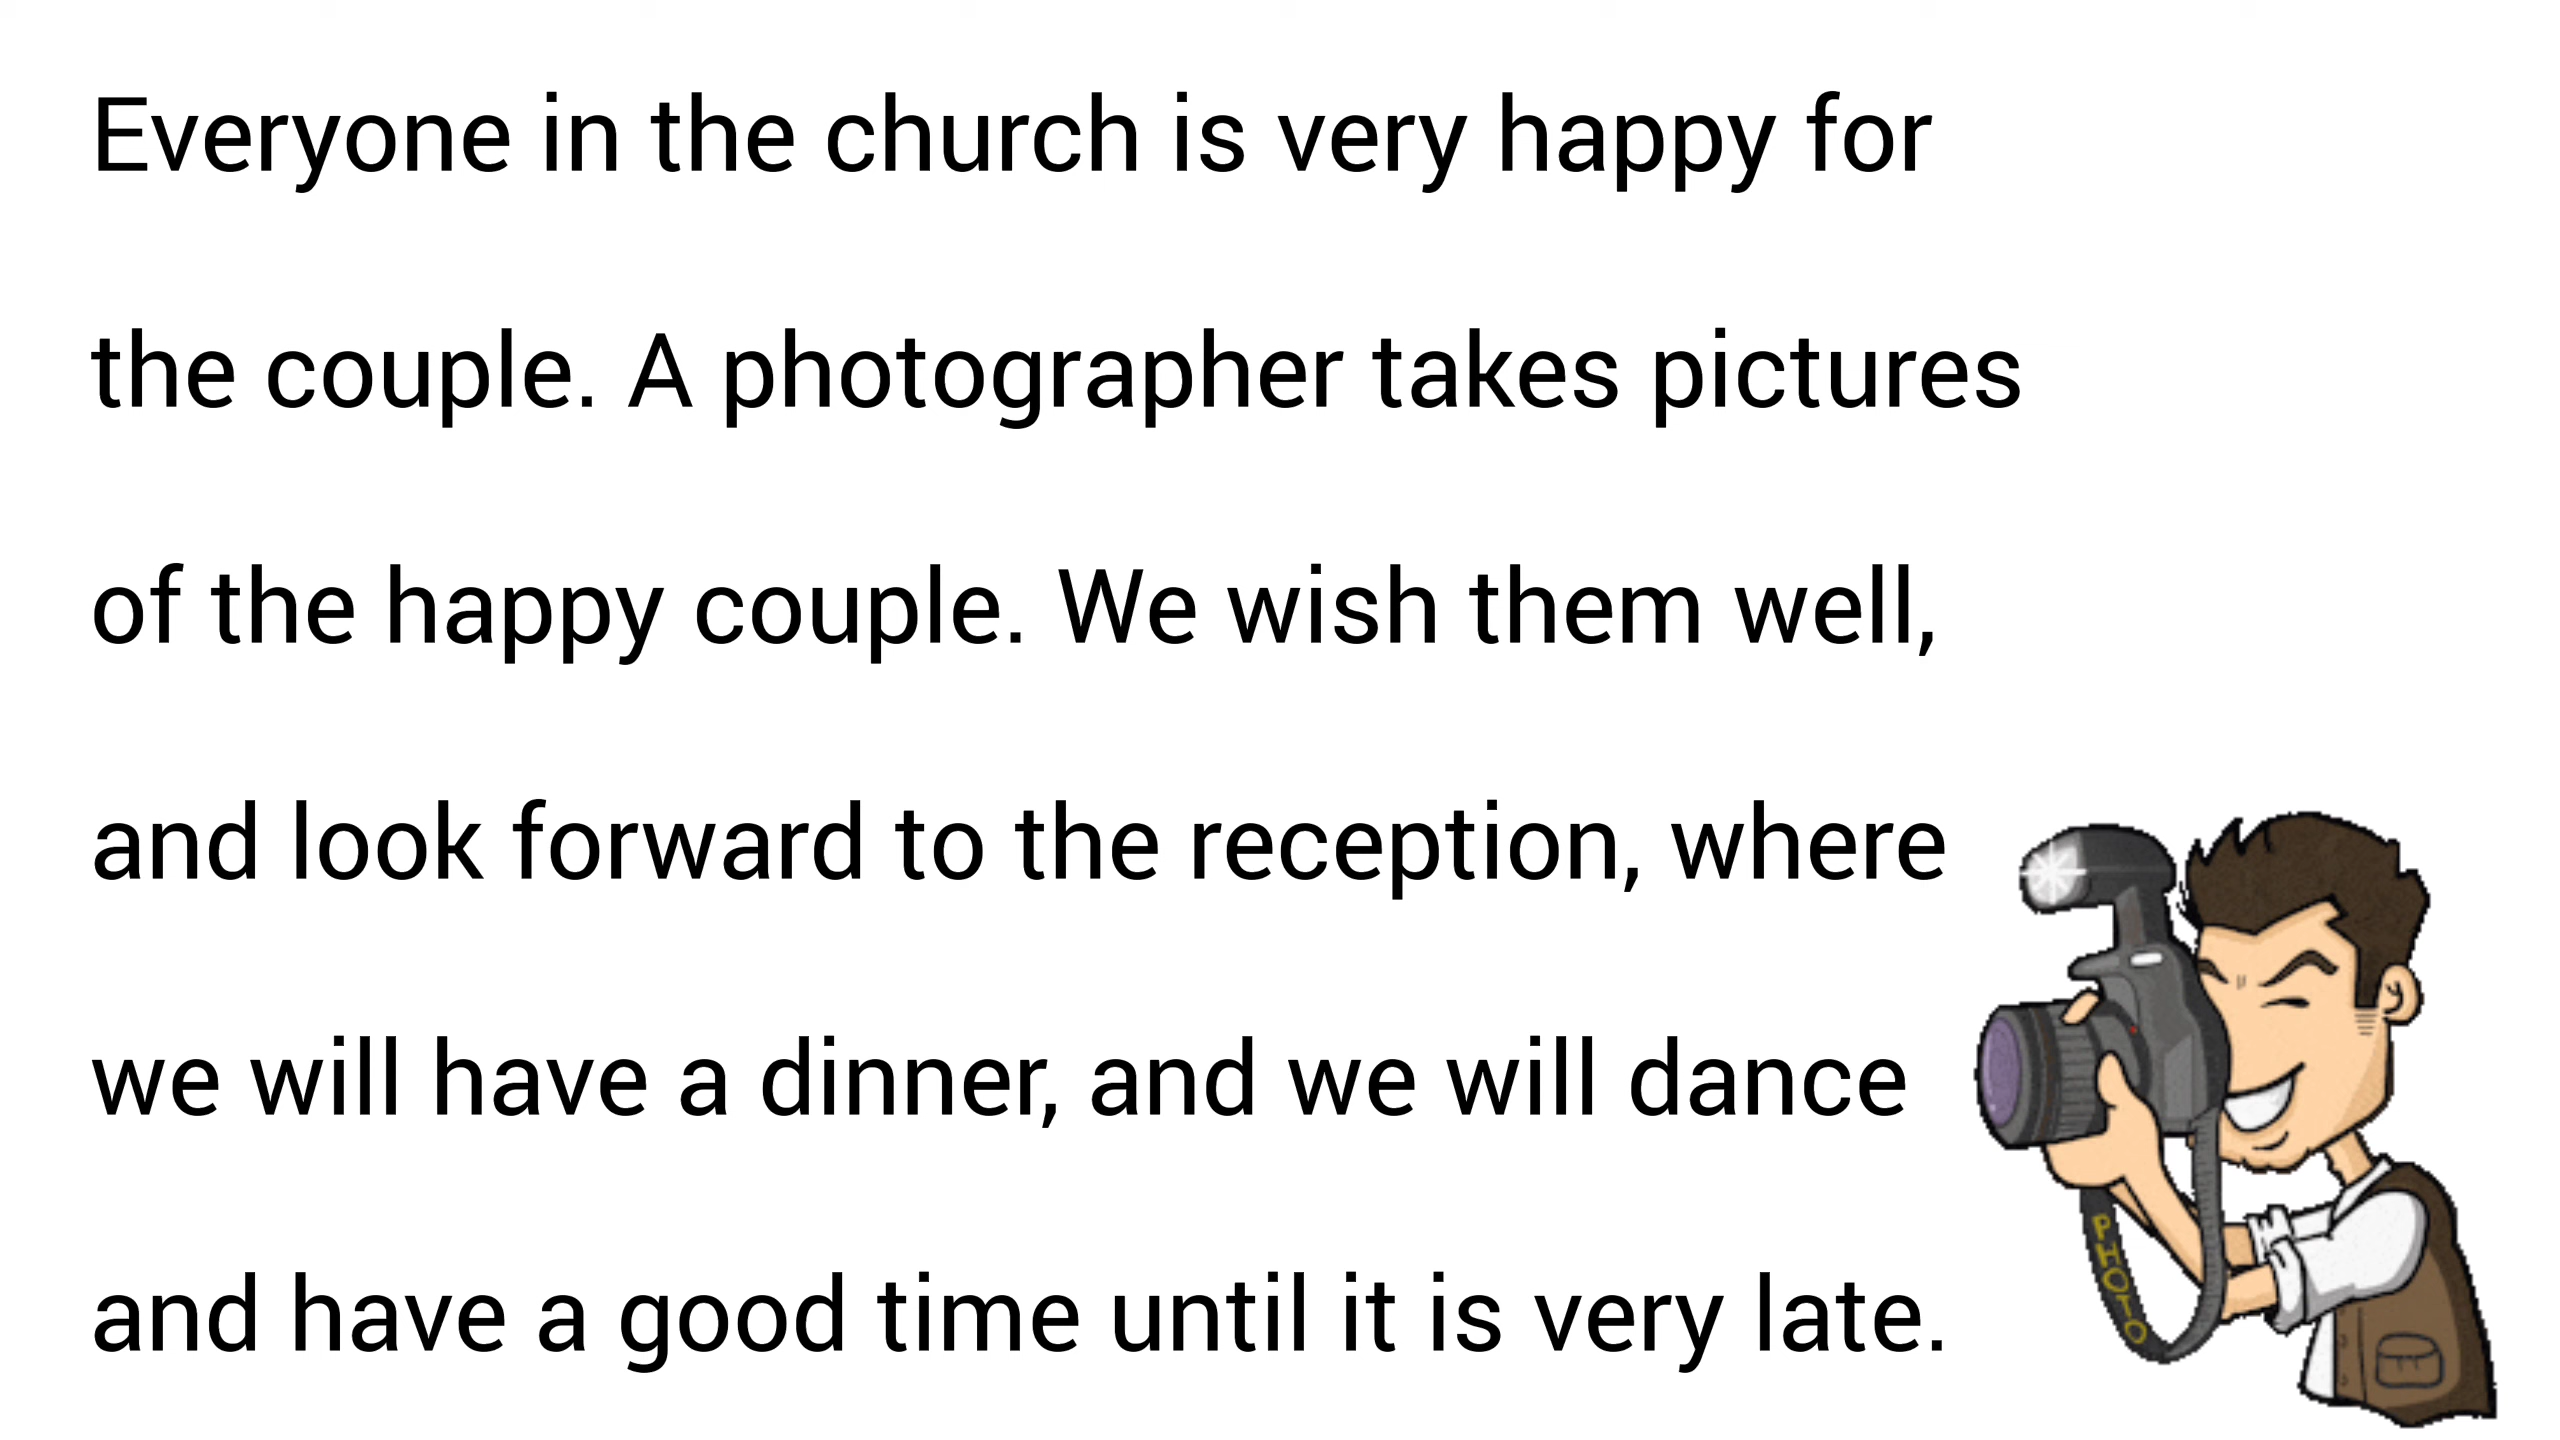 Everyone in the church is very happy for
the couple. A photographer takes pictures
of the happy couple. We wish them well,
and look forward to the reception, where
we will have a dinner, and we will dance
and have a good time until it is very late.
PHOTO